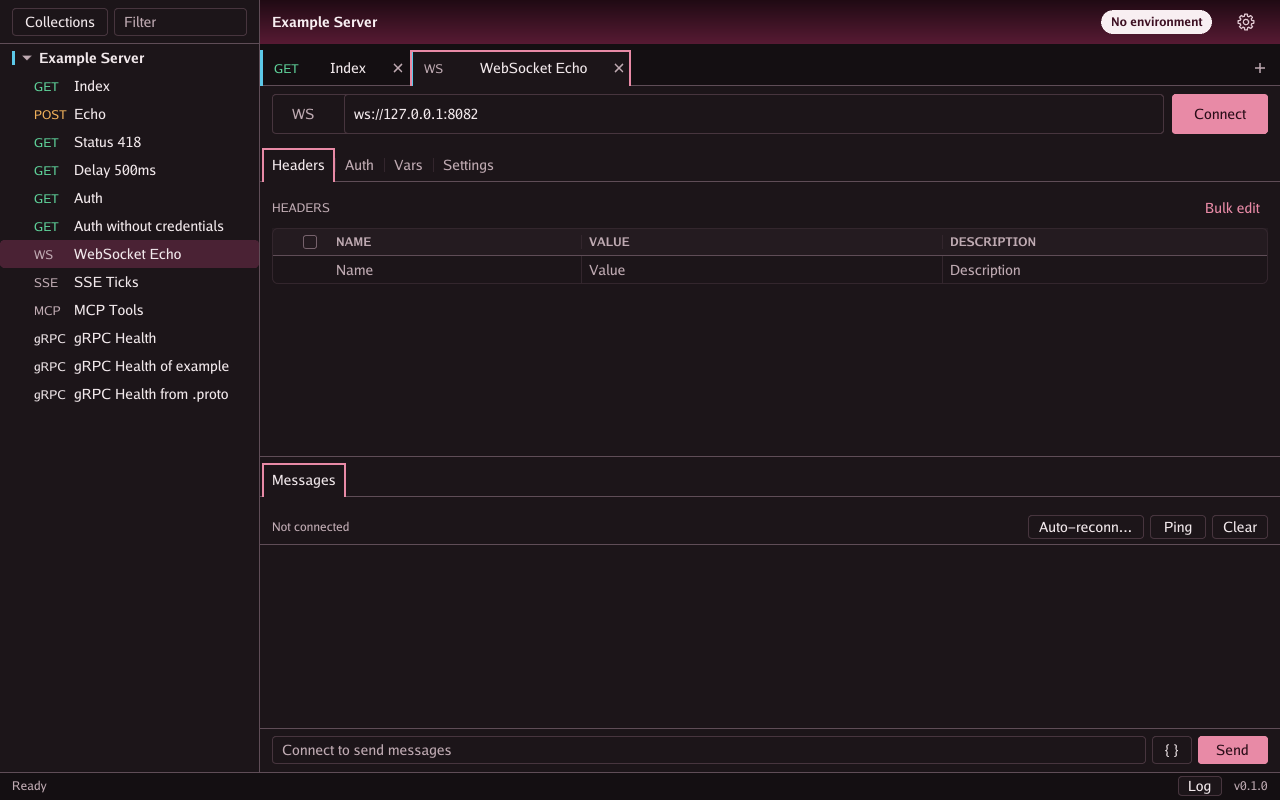 Collections
Filter
Example Server
No environment
Example Server
GET Index
POST Echo
GET Status 418
GET Delay 500ms
GET Auth
GET Auth without credentials
WS WebSocket Echo
SSE SSE Ticks
MCP MCP Tools
gRPC gRPC Health
gRPC gRPC Health of example
gRPC gRPC Health from .proto
GET Index ✕ WS WebSocket Echo ✕ +
WS ws://127.0.0.1:8082 Connect
Headers Auth Vars Settings
HEADERS Bulk edit
NAME VALUE DESCRIPTION
Name Value Description
Messages
Not connected Auto-reconn... Ping Clear
Connect to send messages { } Send
Ready Log v0.1.0